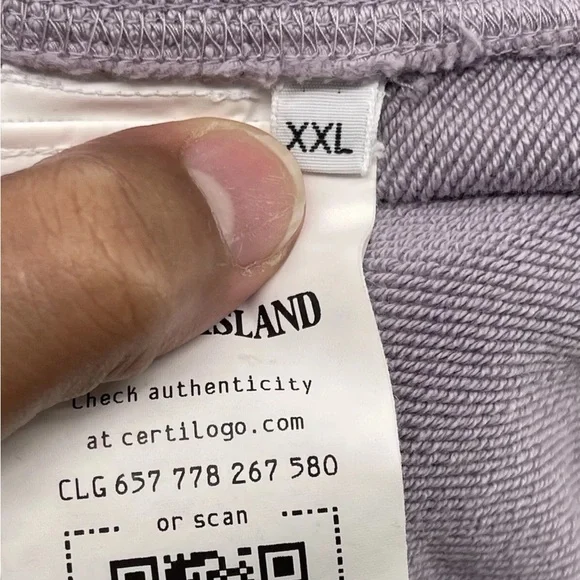 XXL
ISLAND
Check authenticity
at certilogo.com
CLG 657 778 267 580
or scan